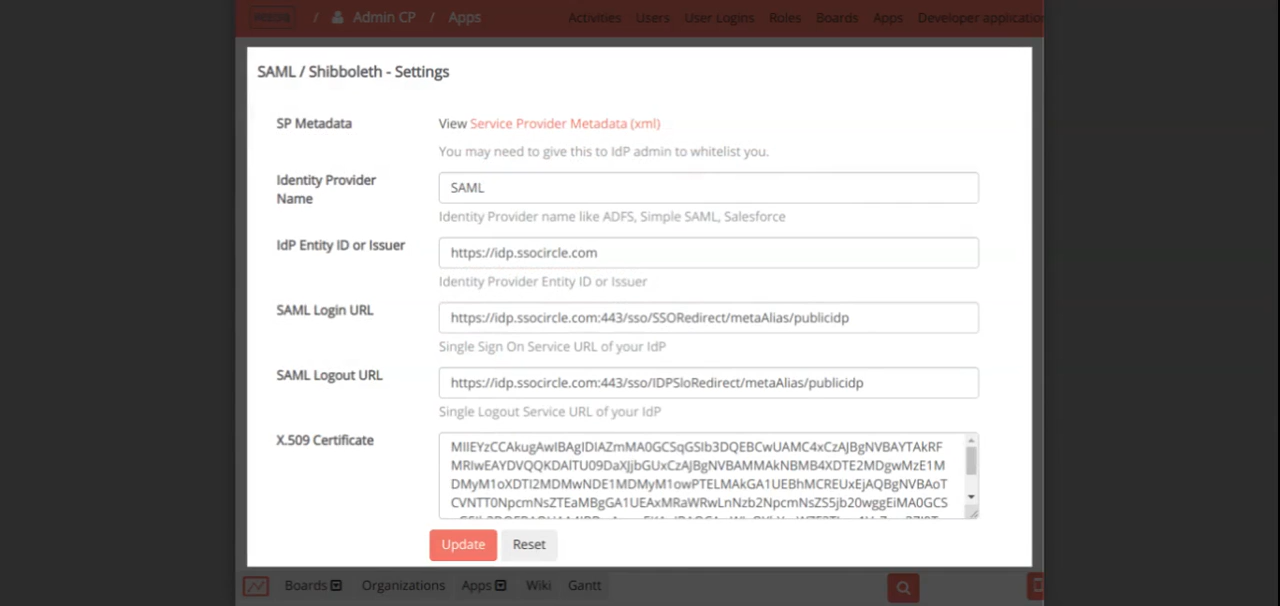 / Admin CP / Apps Activities Users User Logins Roles Boards Apps Developer application
SAML / Shibboleth - Settings
SP Metadata View Service Provider Metadata (xml)
You may need to give this to IdP admin to whitelist you.
Identity Provider Name SAML
Identity Provider name like ADFS, Simple SAML, Salesforce
IdP Entity ID or Issuer https://idp.ssocircle.com
Identity Provider Entity ID or Issuer
SAML Login URL https://idp.ssocircle.com:443/sso/SSORedirect/metaAlias/publicidp
Single Sign On Service URL of your IdP
SAML Logout URL https://idp.ssocircle.com:443/sso/IDPSloRedirect/metaAlias/publicidp
Single Logout Service URL of your IdP
X.509 Certificate MIIEYzCCAkugAwIBAgIDIAZmMA0GCSqGSIb3DQEBCwUAMC4xCzAJBgNVBAYTAkRF
MRIwEAYDVQQKDAlTU09DaXJjbGUxCzAJBgNVBAMMAkNBMB4XDTE2MDgwMzE1M
DMyM1oXDTI2MDMwNDE1MDMyM1owPTELMAkGA1UEBhMCREUxEjAQBgNVBAoT
CVNTT0NpcmNsZTEaMBgGA1UEAxMRaWRwLnNzb2NpcmNsZS5jb20wggEiMA0GCS
Update Reset
Boards Organizations Apps Wiki Gantt